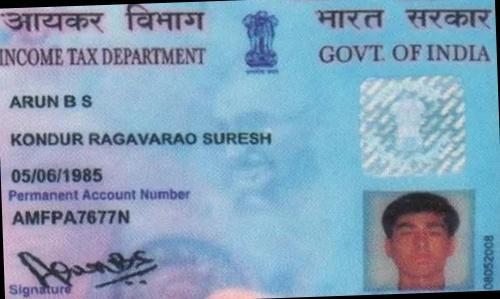 आयकर विभाग
भारत सरकार
INCOME TAX DEPARTMENT
GOVT. OF INDIA
ARUN B S
KONDUR RAGAVARAO SURESH
05/06/1985
Permanent Account Number
AMFPA7677N
Arun B S
Signature
08052008